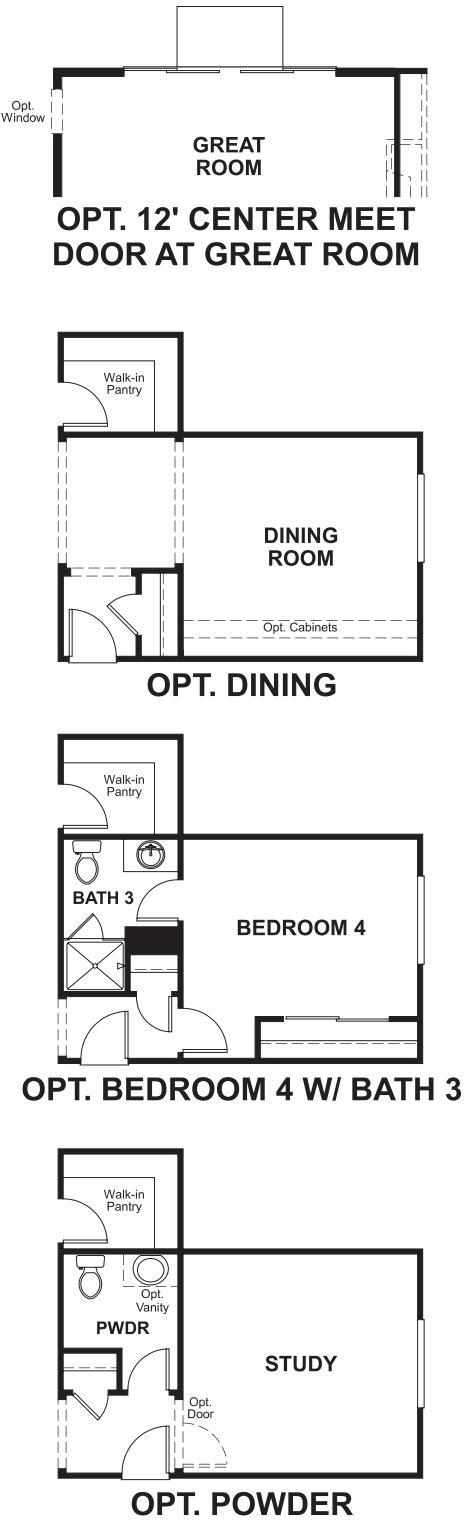 Opt.
Window
GREAT
ROOM
OPT. 12' CENTER MEET
DOOR AT GREAT ROOM
Walk-in
Pantry
DINING
ROOM
Opt. Cabinets
OPT. DINING
Walk-in
Pantry
BATH 3
BEDROOM 4
OPT. BEDROOM 4 W/ BATH 3
Walk-in
Pantry
Opt.
Vanity
PWDR
STUDY
Opt.
Door
OPT. POWDER